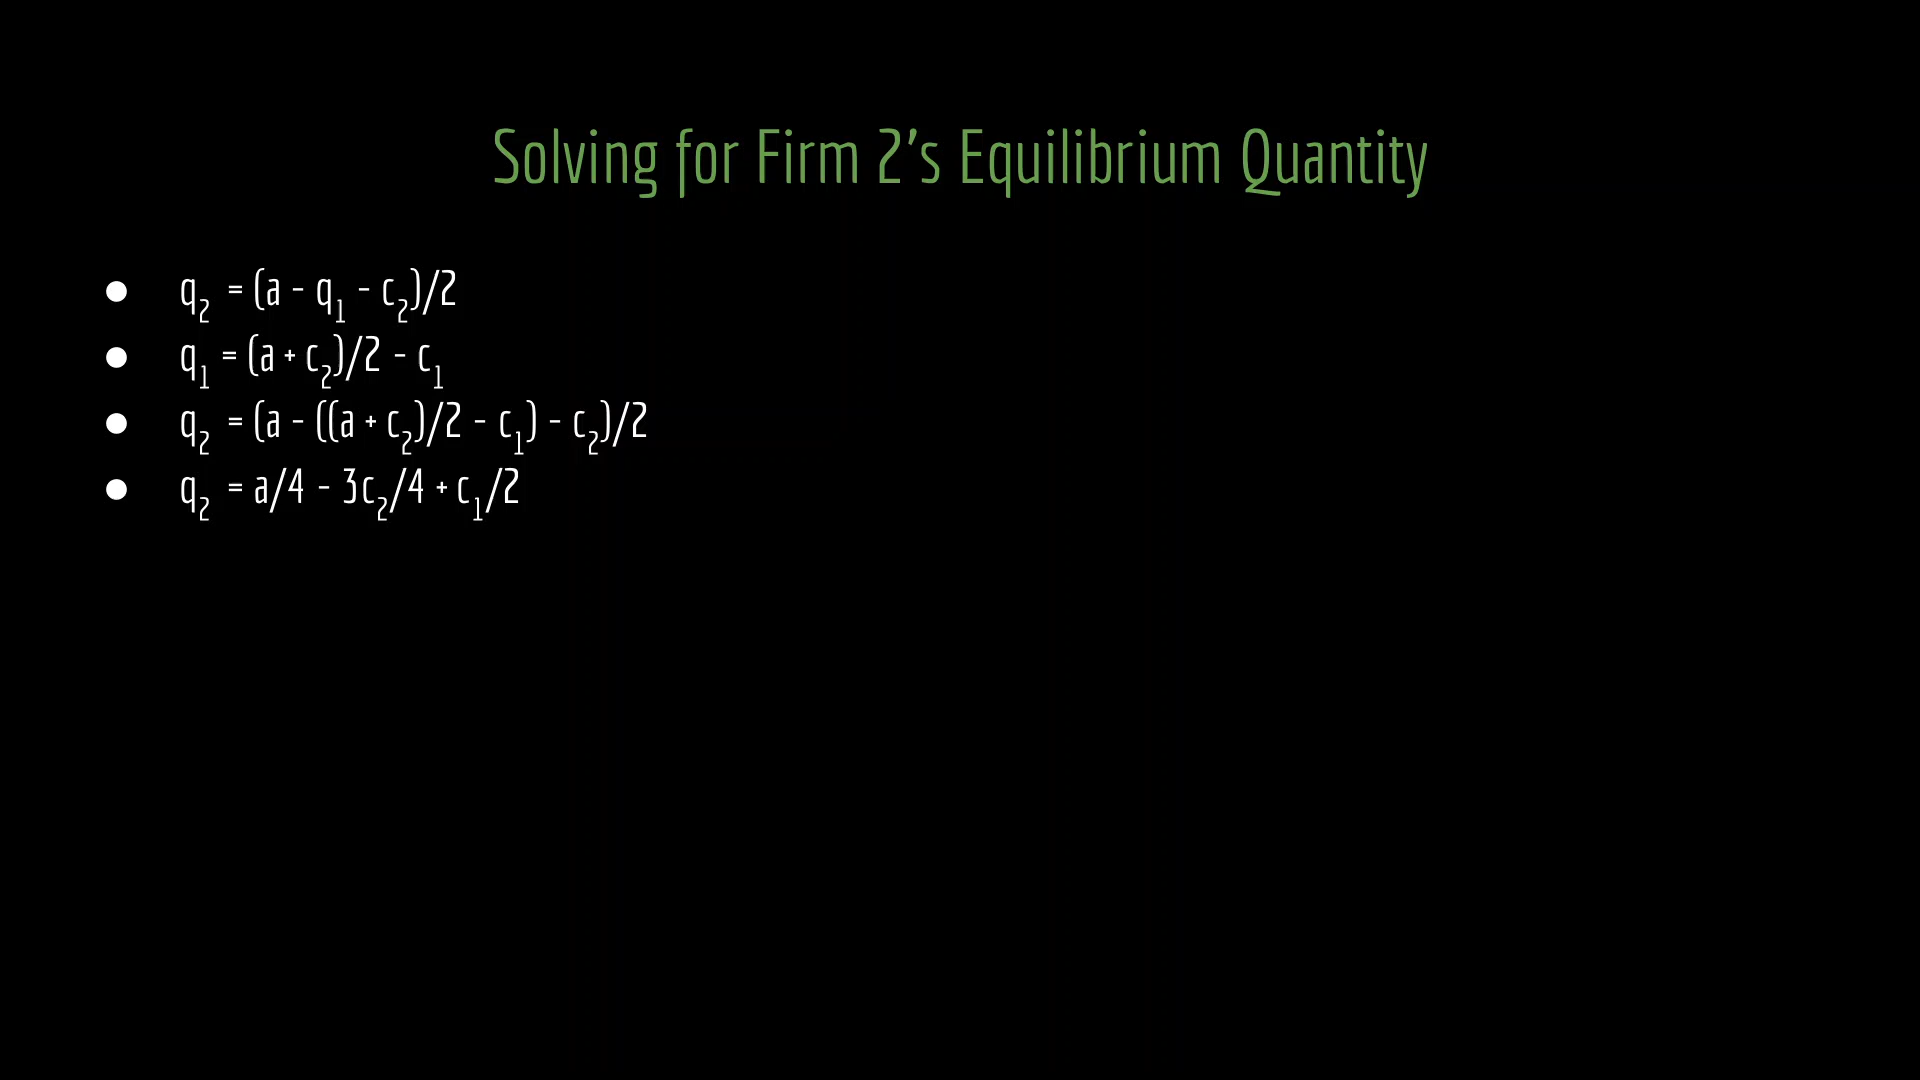 Solving for Firm 2's Equilibrium Quantity
● q₂ = (a - q₁ - c₂)/2
● q₁ = (a + c₂)/2 - c₁
● q₂ = (a - ((a + c₂)/2 - c₁) - c₂)/2
● q₂ = a/4 - 3c₂/4 + c₁/2